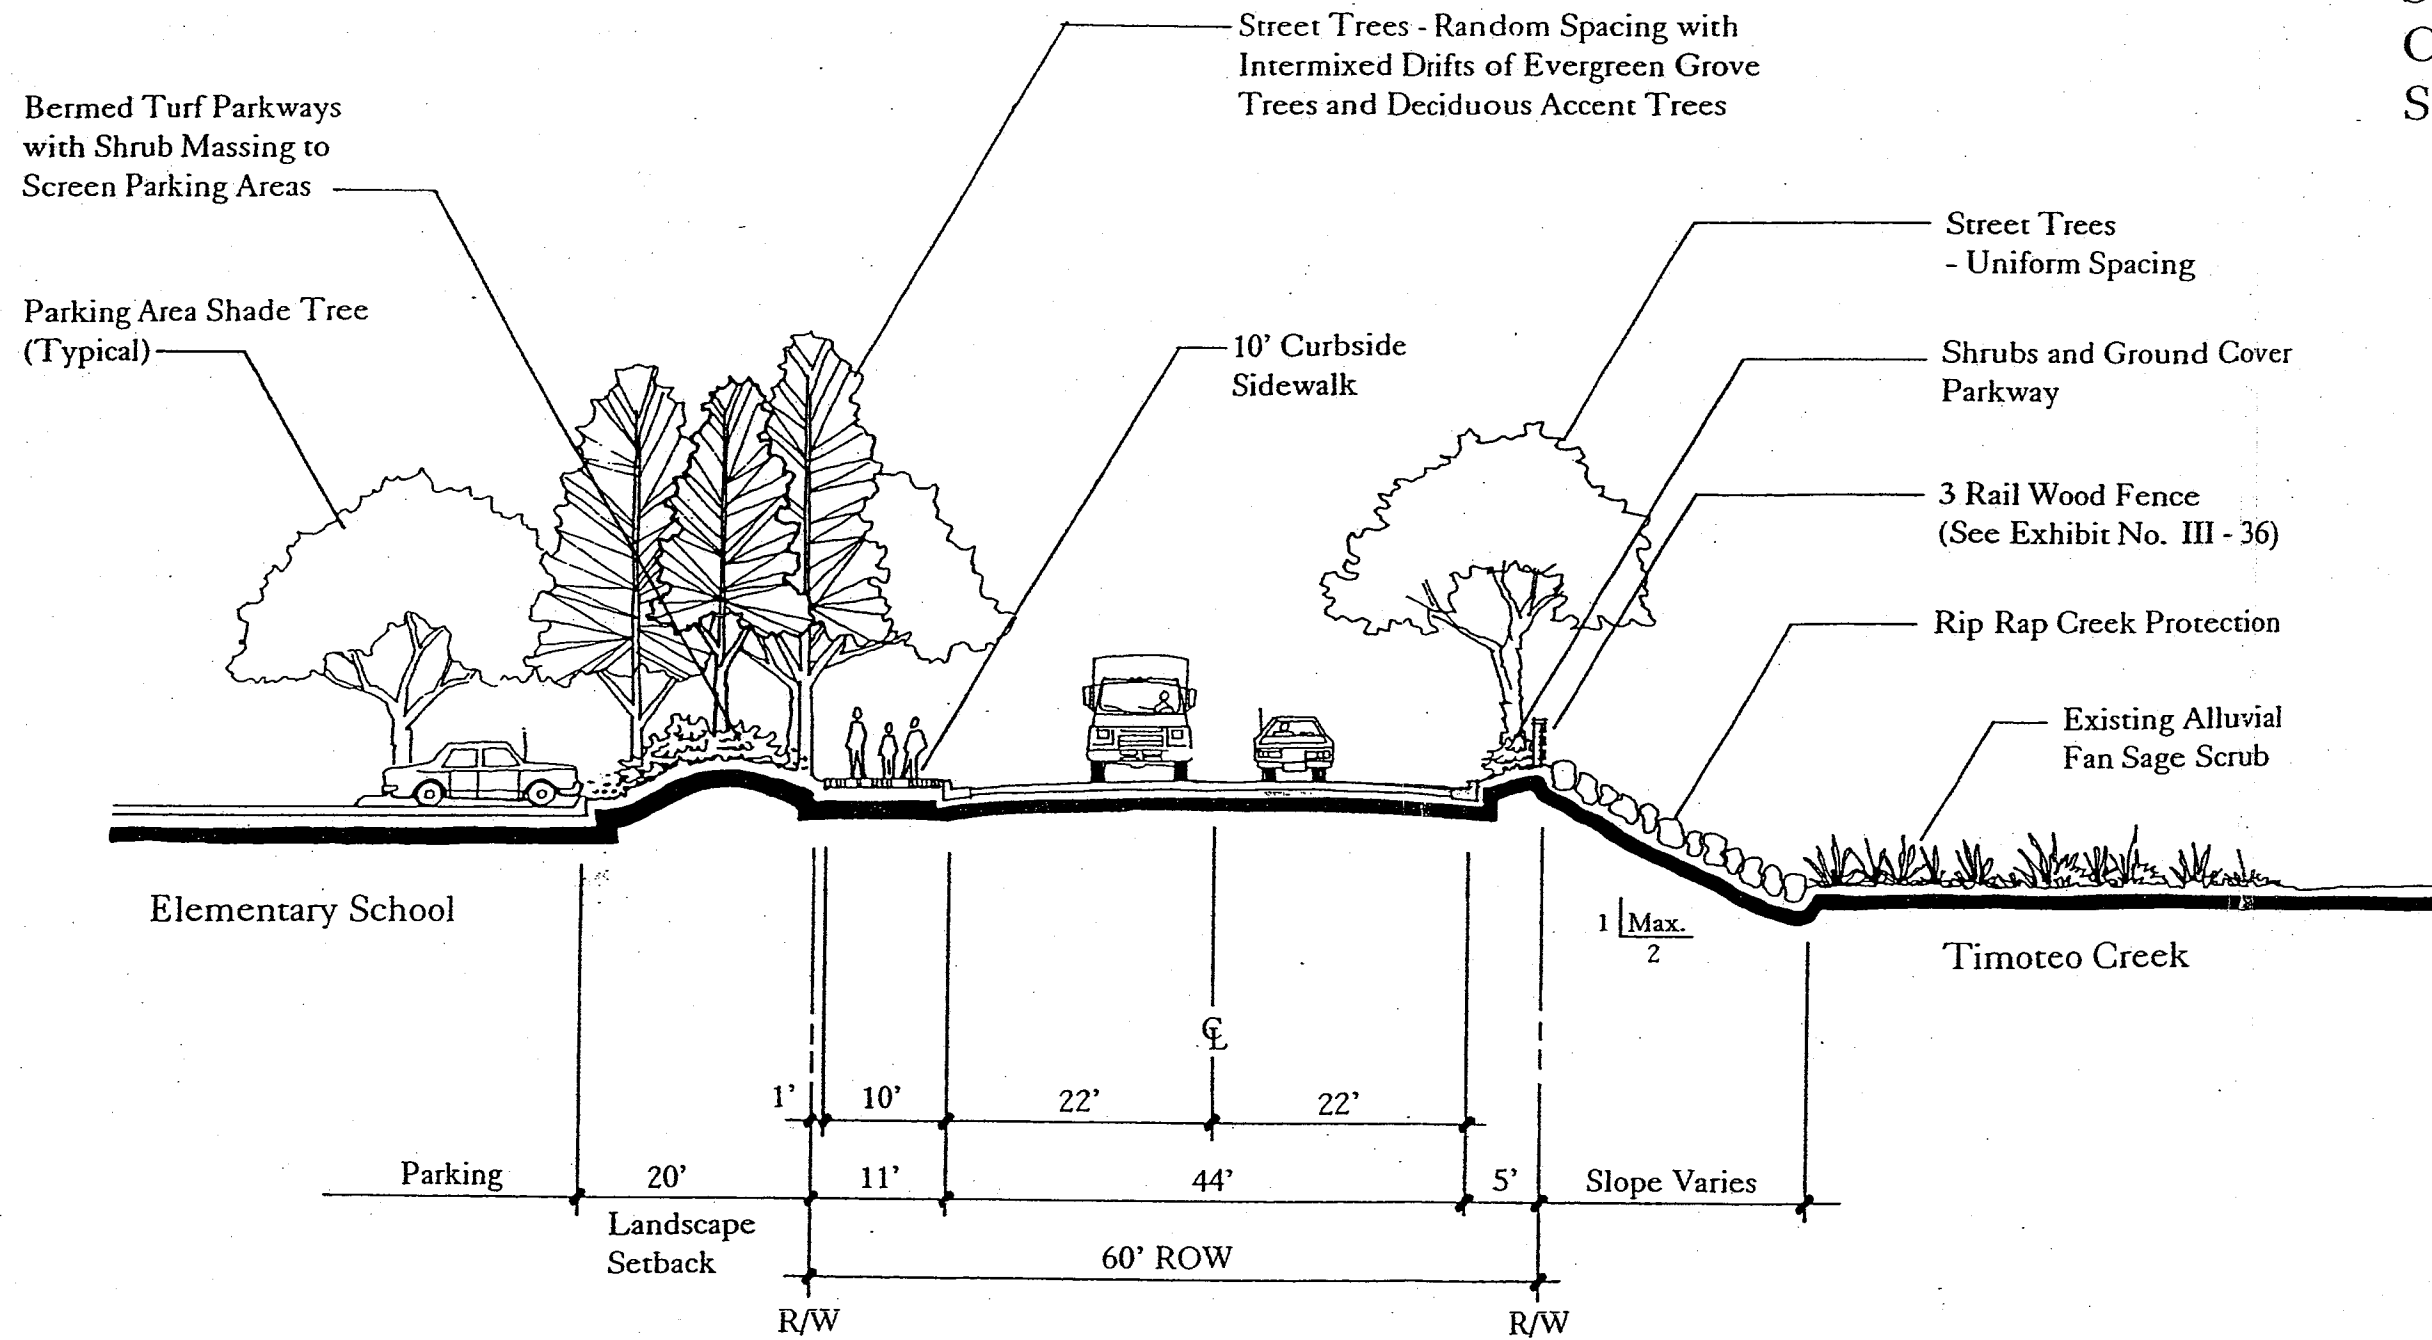 Street Trees - Random Spacing with
Intermixed Drifts of Evergreen Grove
Trees and Deciduous Accent Trees
Bermed Turf Parkways
with Shrub Massing to
Screen Parking Areas
Street Trees
- Uniform Spacing
Parking Area Shade Tree
(Typical)
10' Curbside
Sidewalk
Shrubs and Ground Cover
Parkway
3 Rail Wood Fence
(See Exhibit No. III - 36)
Rip Rap Creek Protection
Existing Alluvial
Fan Sage Scrub
Elementary School
1 Max.
2
Timoteo Creek
℄
1' 10' 22' 22'
Parking 20' 11' 44' 5' Slope Varies
Landscape
Setback
60' ROW
R/W R/W